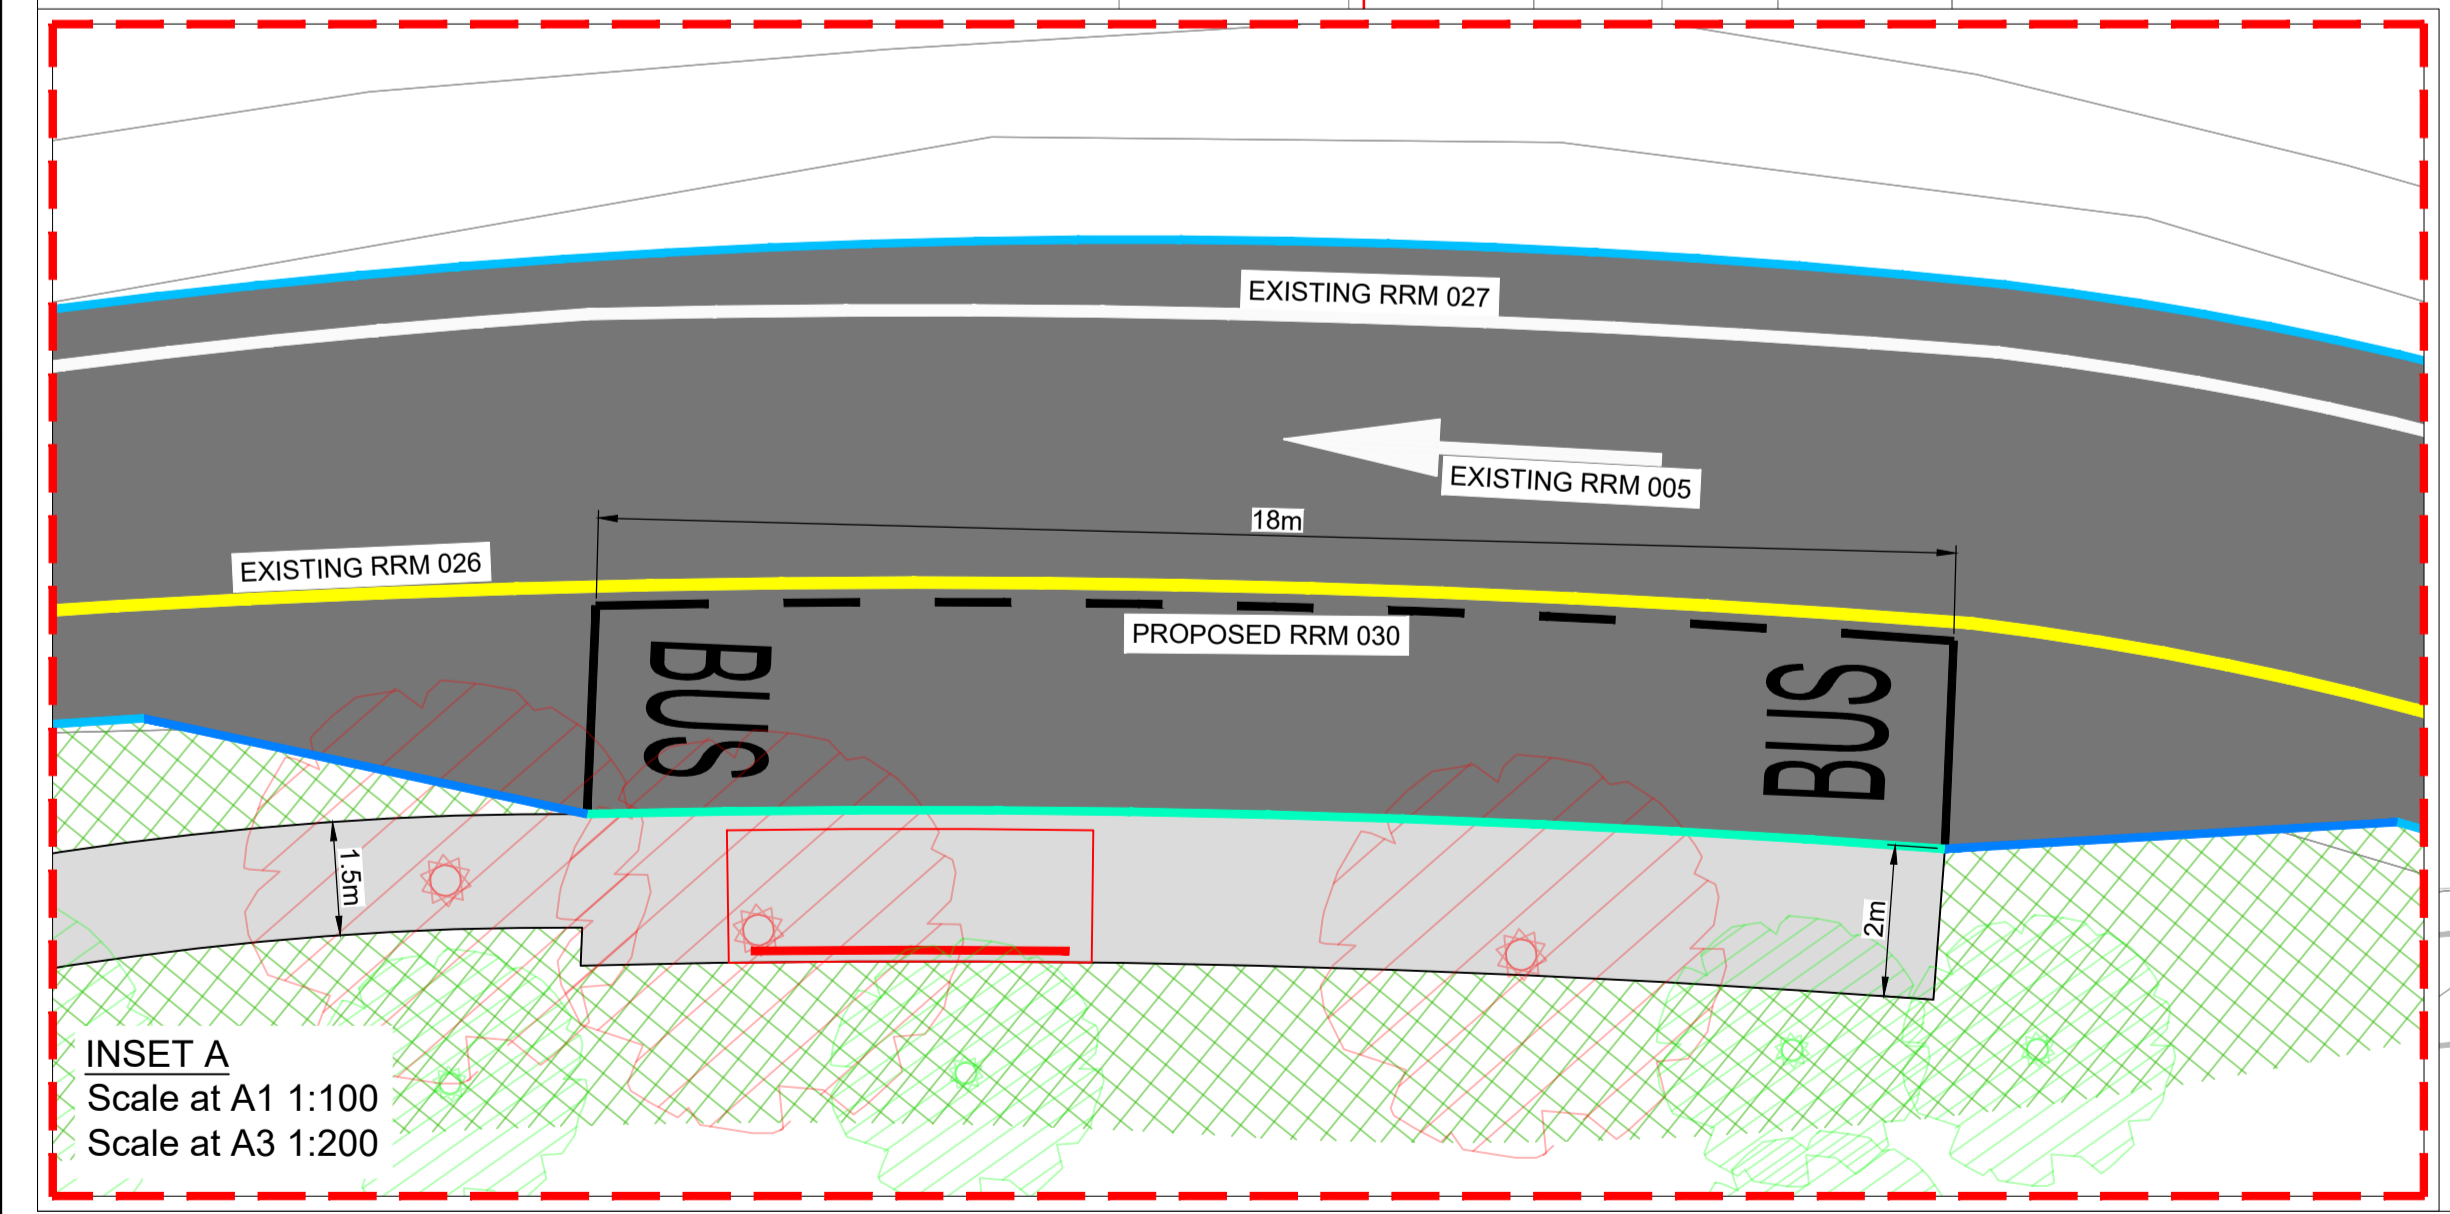 EXISTING RRM 027
EXISTING RRM 005
18m
EXISTING RRM 026
PROPOSED RRM 030
BUS
BUS
1.5m
2m
INSET A
Scale at A1 1:100
Scale at A3 1:200